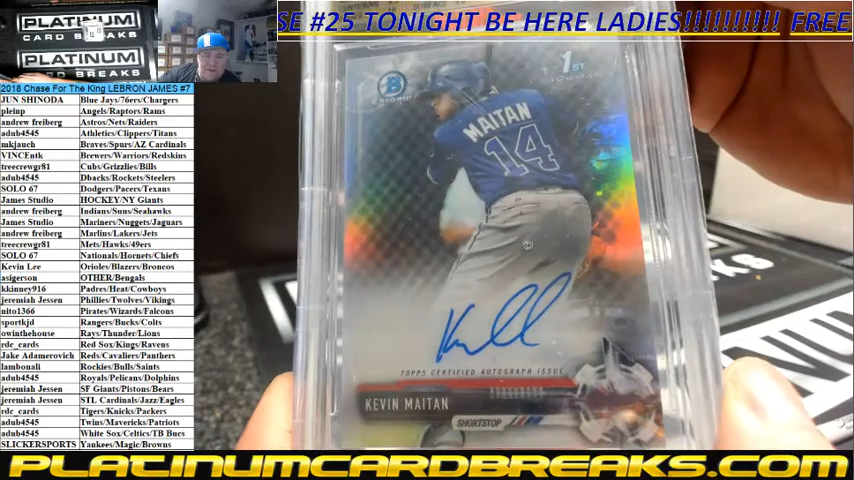 PLATINUM
CARD BREAKS
PLATINUM
CARD BREAKS
SE #25 TONIGHT BE HERE LADIES!!!!!!!!!! FREE
2018 Chase For The King LEBRON JAMES #7
JUN SHINODA Blue Jays/76ers/Chargers
pleinp Angels/Raptors/Rams
andrew freiberg Astros/Nets/Raiders
adub4545 Athletics/Clippers/Titans
mkjauch Braves/Spurs/AZ Cardinals
VINCEntk Brewers/Warriors/Redskins
treecrewgr81 Cubs/Grizzlies/Bills
adub4545 Dbacks/Rockets/Steelers
SOLO 67 Dodgers/Pacers/Texans
James Studio HOCKEY/NY Giants
andrew freiberg Indians/Suns/Seahawks
James Studio Mariners/Nuggets/Jaguars
andrew freiberg Marlins/Lakers/Jets
treecrewgr81 Mets/Hawks/49ers
SOLO 67 Nationals/Hornets/Chiefs
Kevin Lee Orioles/Blazers/Broncos
asigerson OTHER/Bengals
kkinney916 Padres/Heat/Cowboys
jeremiah Jessen Phillies/Twolves/Vikings
nito1366 Pirates/Wizards/Falcons
sportkjd Rangers/Bucks/Colts
owinthehouse Rays/Thunder/Lions
rdc_cards Red Sox/Kings/Ravens
Jake Adamerovich Reds/Cavaliers/Panthers
lambonali Rockies/Bulls/Saints
adub4545 Royals/Pelicans/Dolphins
jeremiah Jessen SF Giants/Pistons/Bears
jeremiah Jessen STL Cardinals/Jazz/Eagles
rdc_cards Tigers/Knicks/Packers
adub4545 Twins/Mavericks/Patriots
adub4545 White Sox/Celtics/TB Bucs
SLICKERSPORTS Yankees/Magic/Browns
B
Chrome
1ST
BOWMAN
MAITAN
14
TOPPS CERTIFIED AUTOGRAPH ISSUE
KEVIN MAITAN
SHORTSTOP
PLATINUMCARDBREAKS.COM